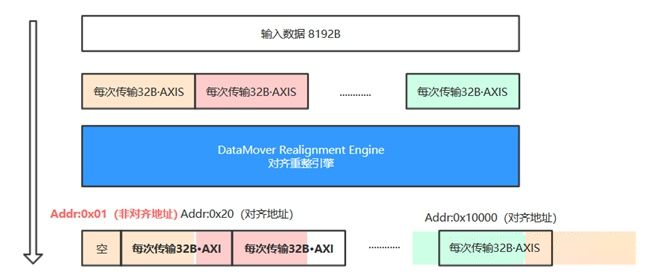 输入数据 8192B
每次传输32B·AXIS 每次传输32B·AXIS ............ 每次传输32B·AXIS
DataMover Realignment Engine
对齐重整引擎
Addr:0x01（非对齐地址) Addr:0x20（对齐地址） Addr:0x10000（对齐地址）
空 每次传输32B·AXI 每次传输32B·AXI ............ 每次传输32B·AXIS